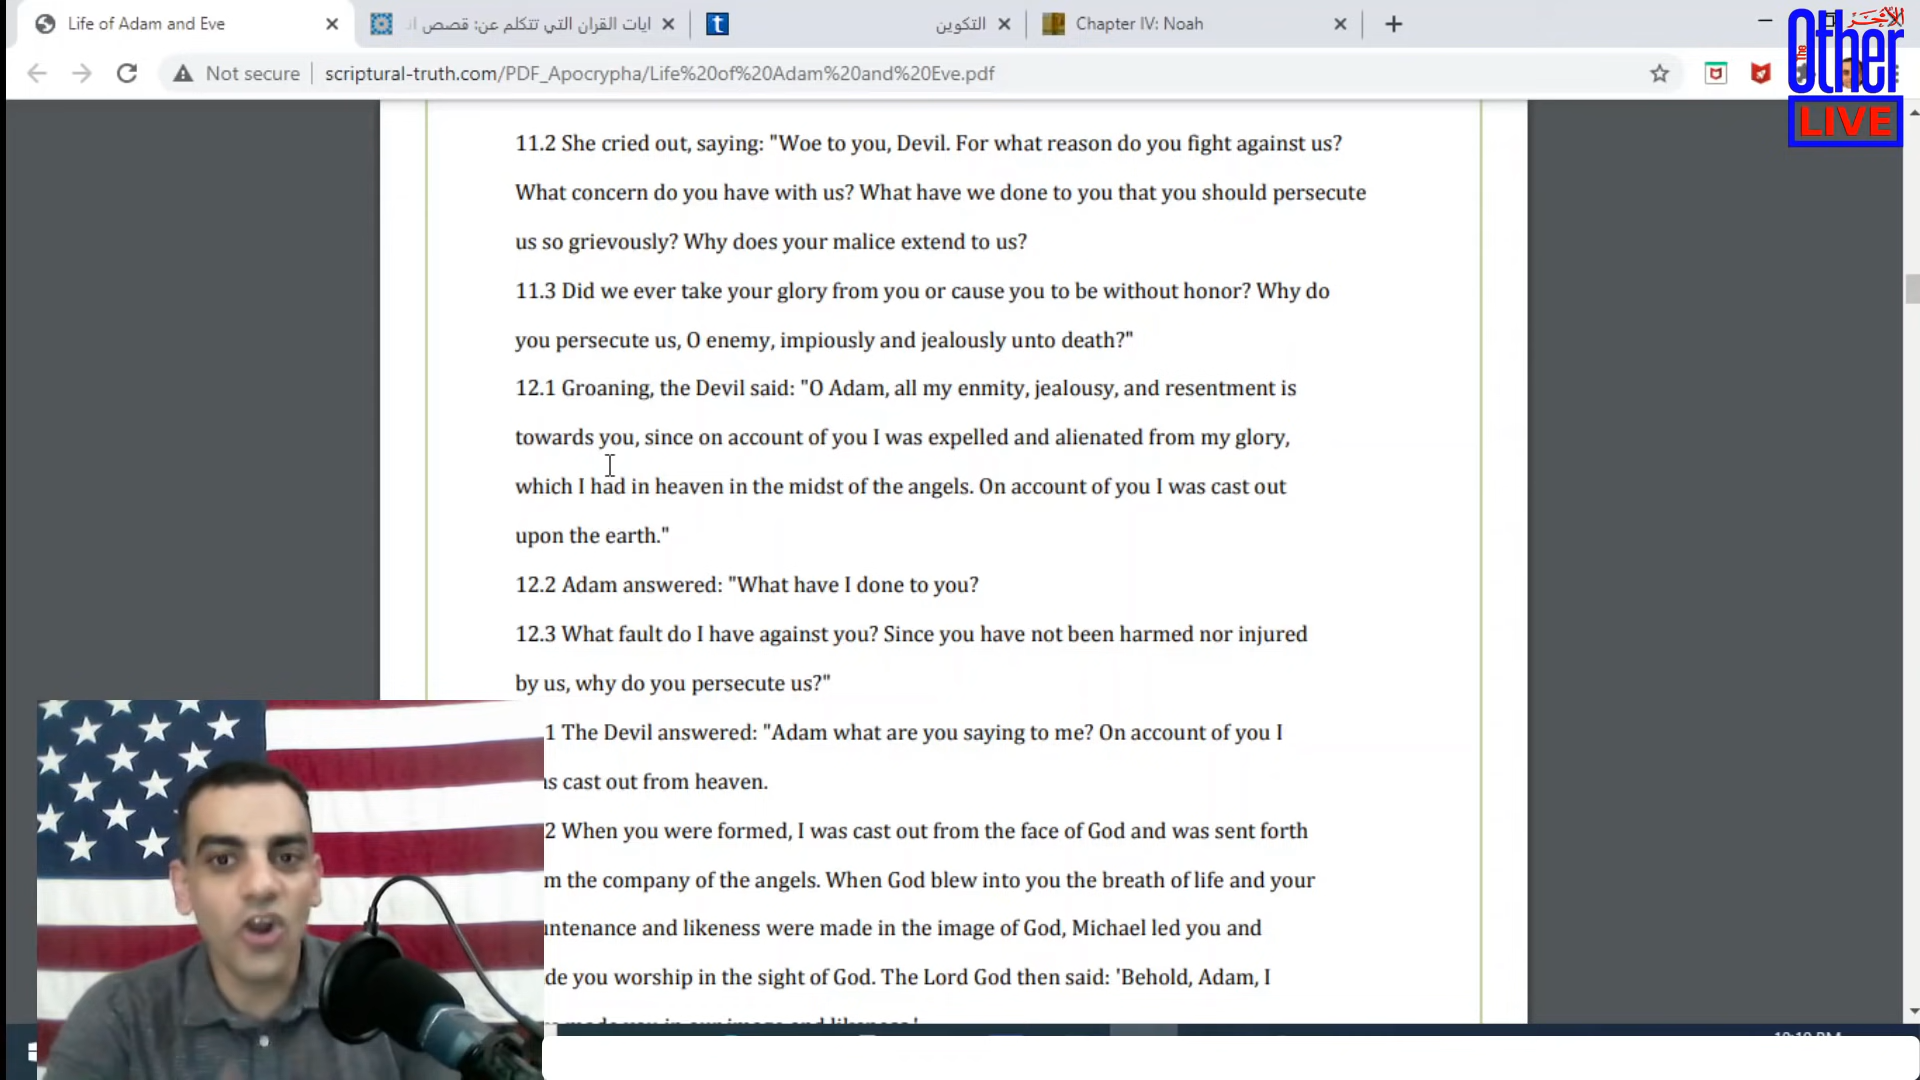 Life of Adam and Eve
ايات القران التي تتكلم عن: قصص
التكوين
Chapter IV: Noah
Not secure
scriptural-truth.com/PDF_Apocrypha/Life%20of%20Adam%20and%20Eve.pdf
الآخر
the
Other
LIVE
11.2 She cried out, saying: "Woe to you, Devil. For what reason do you fight against us?
What concern do you have with us? What have we done to you that you should persecute
us so grievously? Why does your malice extend to us?
11.3 Did we ever take your glory from you or cause you to be without honor? Why do
you persecute us, O enemy, impiously and jealously unto death?"
12.1 Groaning, the Devil said: "O Adam, all my enmity, jealousy, and resentment is
towards you, since on account of you I was expelled and alienated from my glory,
which I had in heaven in the midst of the angels. On account of you I was cast out
upon the earth."
12.2 Adam answered: "What have I done to you?
12.3 What fault do I have against you? Since you have not been harmed nor injured
by us, why do you persecute us?"
1 The Devil answered: "Adam what are you saying to me? On account of you I
cast out from heaven.
2 When you were formed, I was cast out from the face of God and was sent forth
the company of the angels. When God blew into you the breath of life and your
and likeness were made in the image of God, Michael led you and
you worship in the sight of God. The Lord God then said: 'Behold, Adam, I